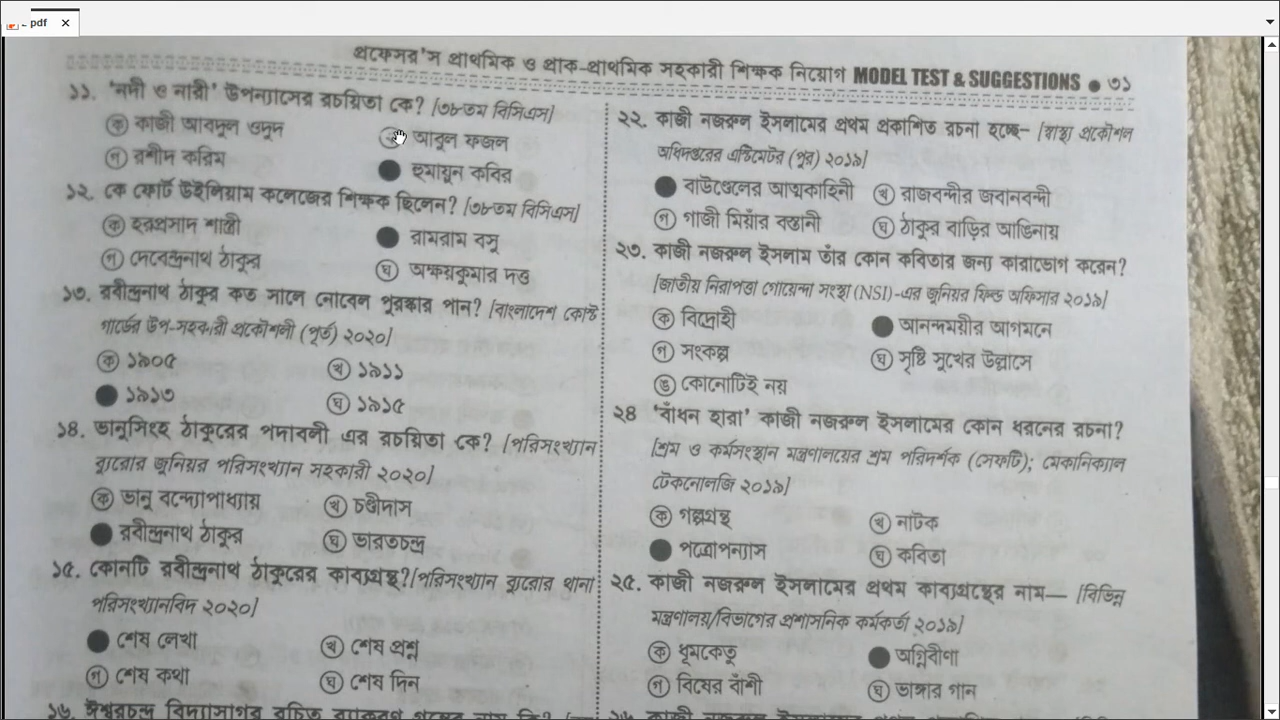 pdf
প্রফেসর'স প্রাথমিক ও প্রাক-প্রাথমিক সহকারী শিক্ষক নিয়োগ MODEL TEST & SUGGESTIONS ● ৩১
১১. 'নদী ও নারী' উপন্যাসের রচয়িতা কে? [৩৮তম বিসিএস]
ক কাজী আবদুল ওদুদ
আবুল ফজল
গ রশীদ করিম
হুমায়ুন কবির
১২. কে ফোর্ট উইলিয়াম কলেজের শিক্ষক ছিলেন? [৩৮তম বিসিএস]
ক হরপ্রসাদ শাস্ত্রী
রামরাম বসু
গ দেবেন্দ্রনাথ ঠাকুর
ঘ অক্ষয়কুমার দত্ত
১৩. রবীন্দ্রনাথ ঠাকুর কত সালে নোবেল পুরস্কার পান? [বাংলাদেশ কোস্ট
গার্ডের উপ-সহকারী প্রকৌশলী (পূর্ত) ২০২০]
ক ১৯০৫
খ ১৯১১
১৯১৩
ঘ ১৯১৫
১৪. ভানুসিংহ ঠাকুরের পদাবলী এর রচয়িতা কে? [পরিসংখ্যান
ব্যুরোর জুনিয়র পরিসংখ্যান সহকারী ২০২০]
ক ভানু বন্দ্যোপাধ্যায়
খ চণ্ডীদাস
রবীন্দ্রনাথ ঠাকুর
ঘ ভারতচন্দ্র
১৫. কোনটি রবীন্দ্রনাথ ঠাকুরের কাব্যগ্রন্থ? [পরিসংখ্যান ব্যুরোর থানা
পরিসংখ্যানবিদ ২০২০]
শেষ লেখা
খ শেষ প্রশ্ন
গ শেষ কথা
ঘ শেষ দিন
১৬. ঈশ্বরচন্দ্র বিদ্যাসাগর রচিত ব্যাকরণ গ্রন্থের নাম কি?
২২. কাজী নজরুল ইসলামের প্রথম প্রকাশিত রচনা হচ্ছে- [স্বাস্থ্য প্রকৌশল
অধিদপ্তরের এস্টিমেটর (পুর) ২০১৯]
বাউণ্ডেলের আত্মকাহিনী
খ রাজবন্দীর জবানবন্দী
গ গাজী মিয়াঁর বস্তানী
ঘ ঠাকুর বাড়ির আঙিনায়
২৩. কাজী নজরুল ইসলাম তাঁর কোন কবিতার জন্য কারাভোগ করেন?
[জাতীয় নিরাপত্তা গোয়েন্দা সংস্থা (NSI)-এর জুনিয়র ফিল্ড অফিসার ২০১৯]
ক বিদ্রোহী
আনন্দময়ীর আগমনে
গ সংকল্প
ঘ সৃষ্টি সুখের উল্লাসে
ঙ কোনোটিই নয়
২৪ 'বাঁধন হারা' কাজী নজরুল ইসলামের কোন ধরনের রচনা?
[শ্রম ও কর্মসংস্থান মন্ত্রণালয়ের শ্রম পরিদর্শক (সেফটি); মেকানিক্যাল
টেকনোলজি ২০১৯]
ক গল্পগ্রন্থ
খ নাটক
পত্রোপন্যাস
ঘ কবিতা
২৫. কাজী নজরুল ইসলামের প্রথম কাব্যগ্রন্থের নাম— [বিভিন্ন
মন্ত্রণালয়/বিভাগের প্রশাসনিক কর্মকর্তা ২০১৯]
ক ধূমকেতু
অগ্নিবীণা
গ বিষের বাঁশী
ঘ ভাঙ্গার গান